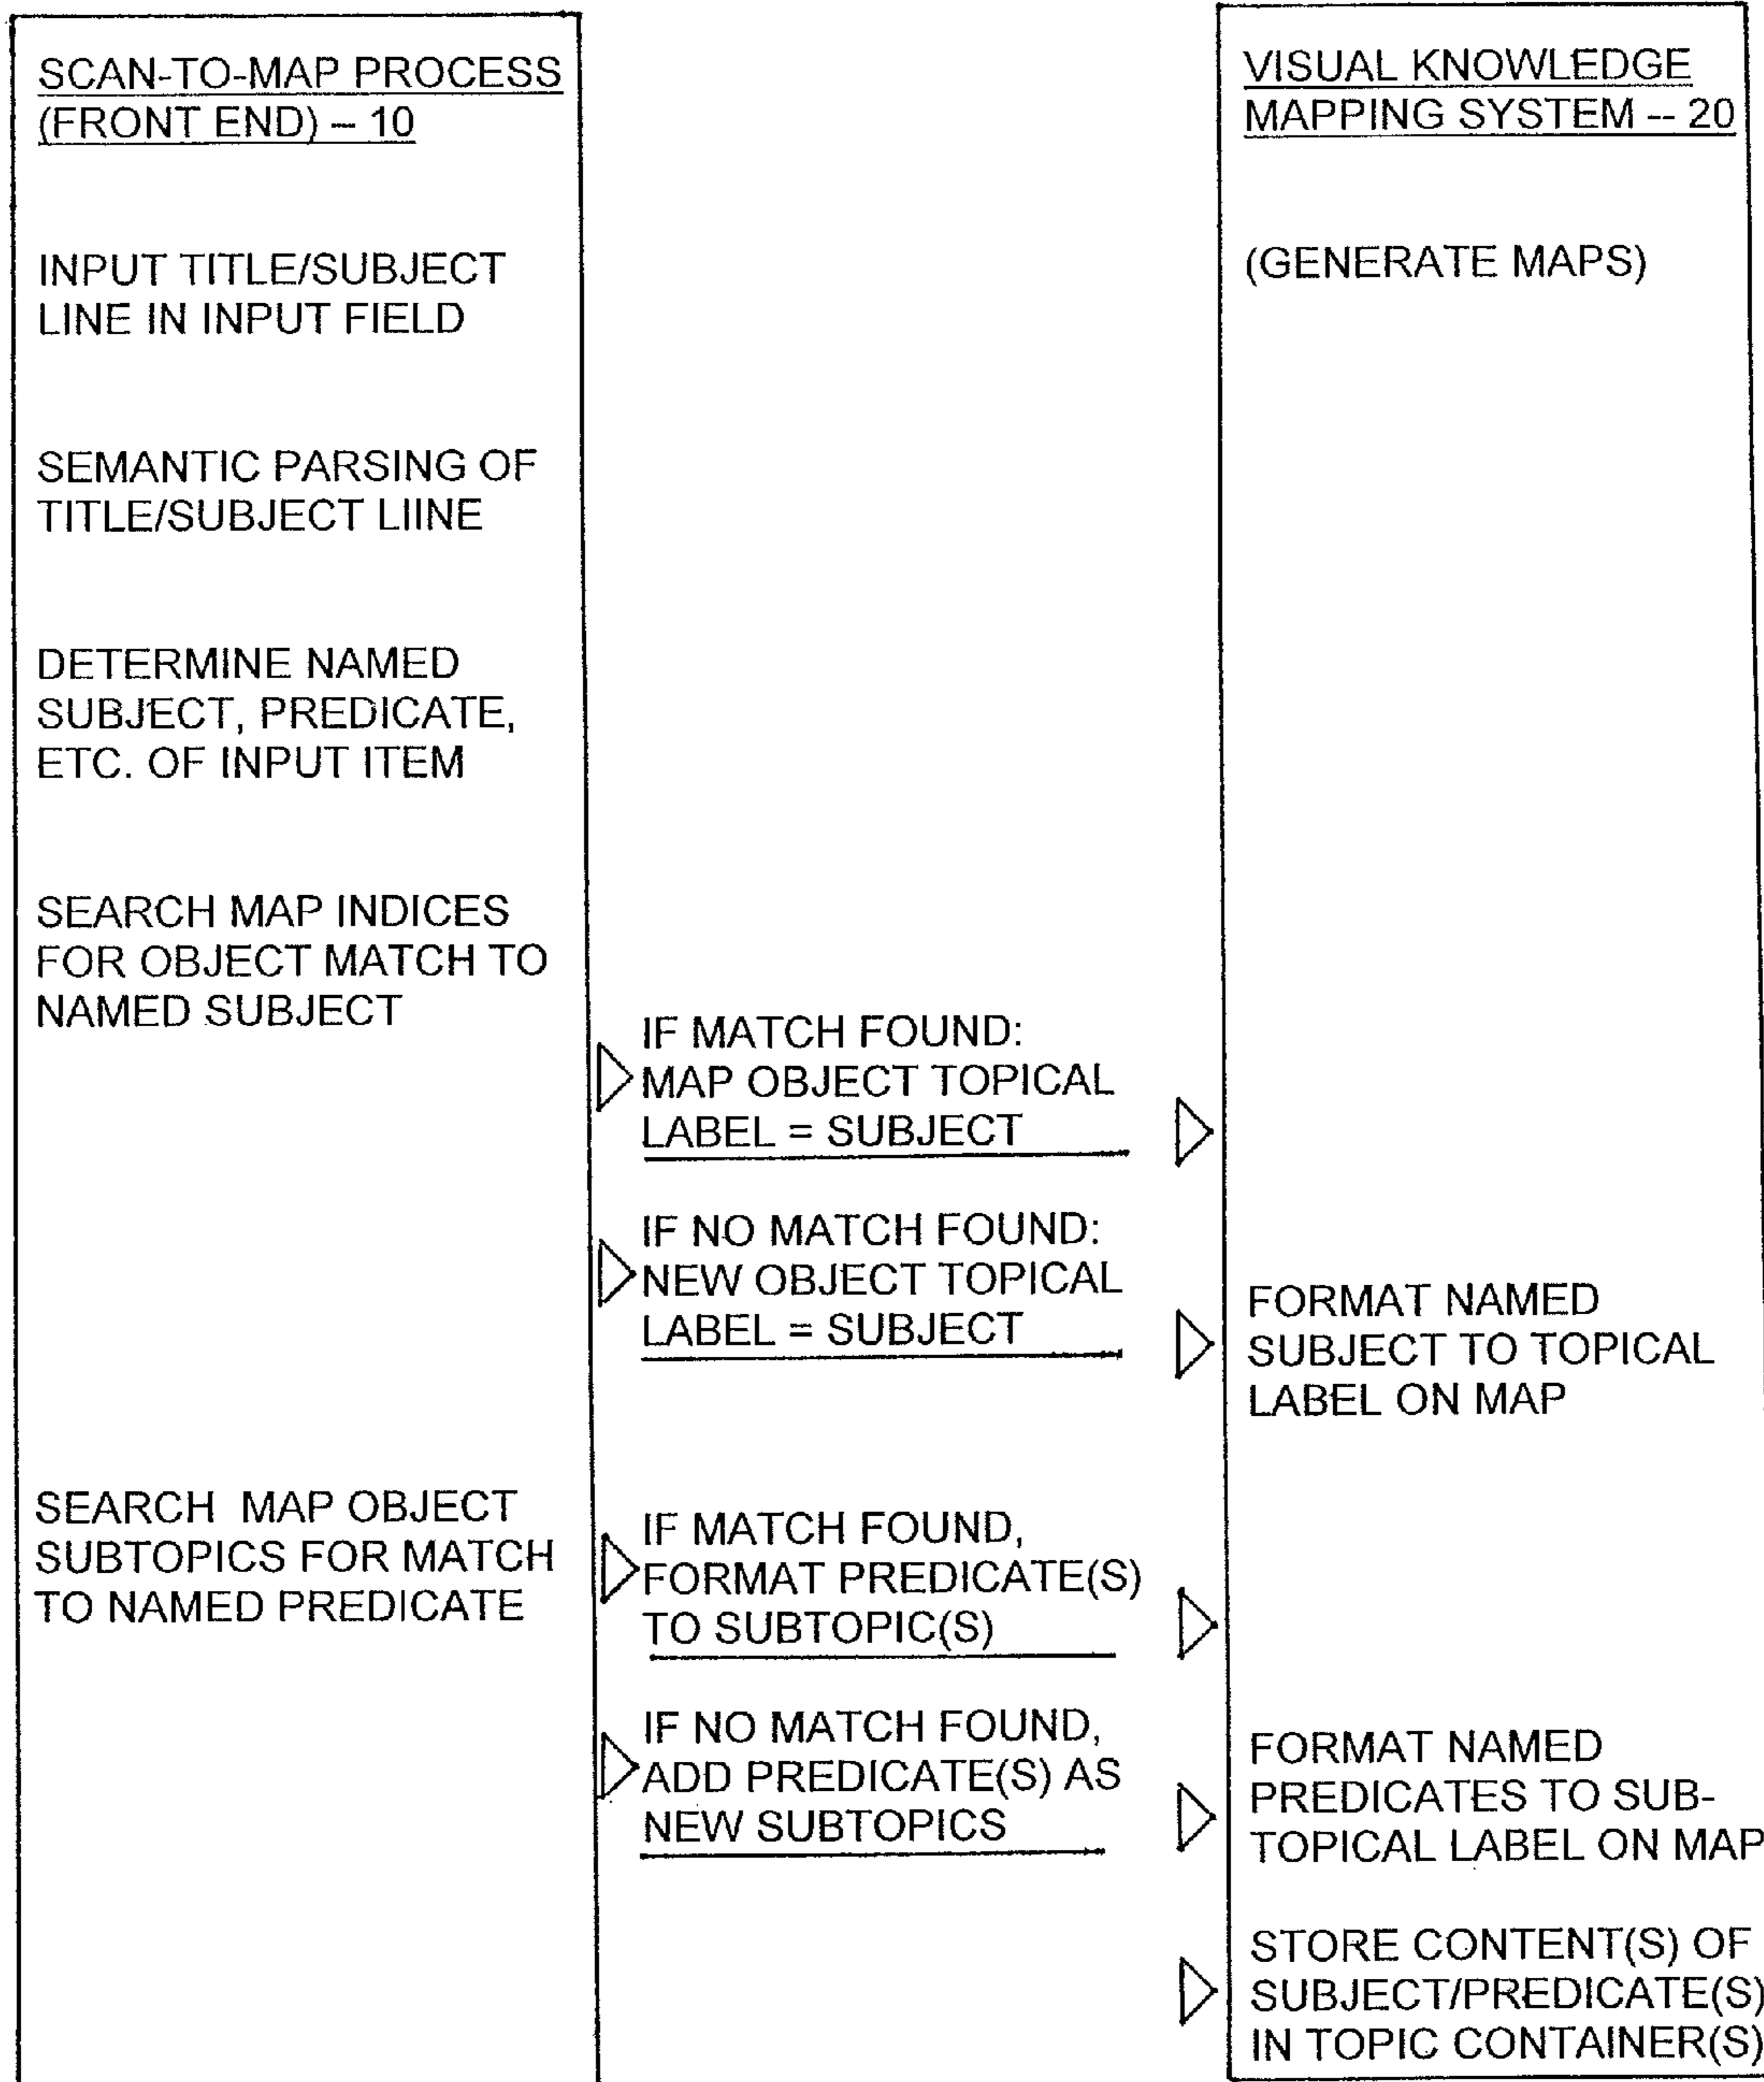 SCAN-TO-MAP PROCESS
(FRONT END) – 10
INPUT TITLE/SUBJECT
LINE IN INPUT FIELD
SEMANTIC PARSING OF
TITLE/SUBJECT LIINE
DETERMINE NAMED
SUBJECT, PREDICATE,
ETC. OF INPUT ITEM
SEARCH MAP INDICES
FOR OBJECT MATCH TO
NAMED SUBJECT
SEARCH MAP OBJECT
SUBTOPICS FOR MATCH
TO NAMED PREDICATE
IF MATCH FOUND:
MAP OBJECT TOPICAL
LABEL = SUBJECT
IF NO MATCH FOUND:
NEW OBJECT TOPICAL
LABEL = SUBJECT
IF MATCH FOUND,
FORMAT PREDICATE(S)
TO SUBTOPIC(S)
IF NO MATCH FOUND,
ADD PREDICATE(S) AS
NEW SUBTOPICS
VISUAL KNOWLEDGE
MAPPING SYSTEM -- 20
(GENERATE MAPS)
FORMAT NAMED
SUBJECT TO TOPICAL
LABEL ON MAP
FORMAT NAMED
PREDICATES TO SUB-
TOPICAL LABEL ON MAP
STORE CONTENT(S) OF
SUBJECT/PREDICATE(S)
IN TOPIC CONTAINER(S)